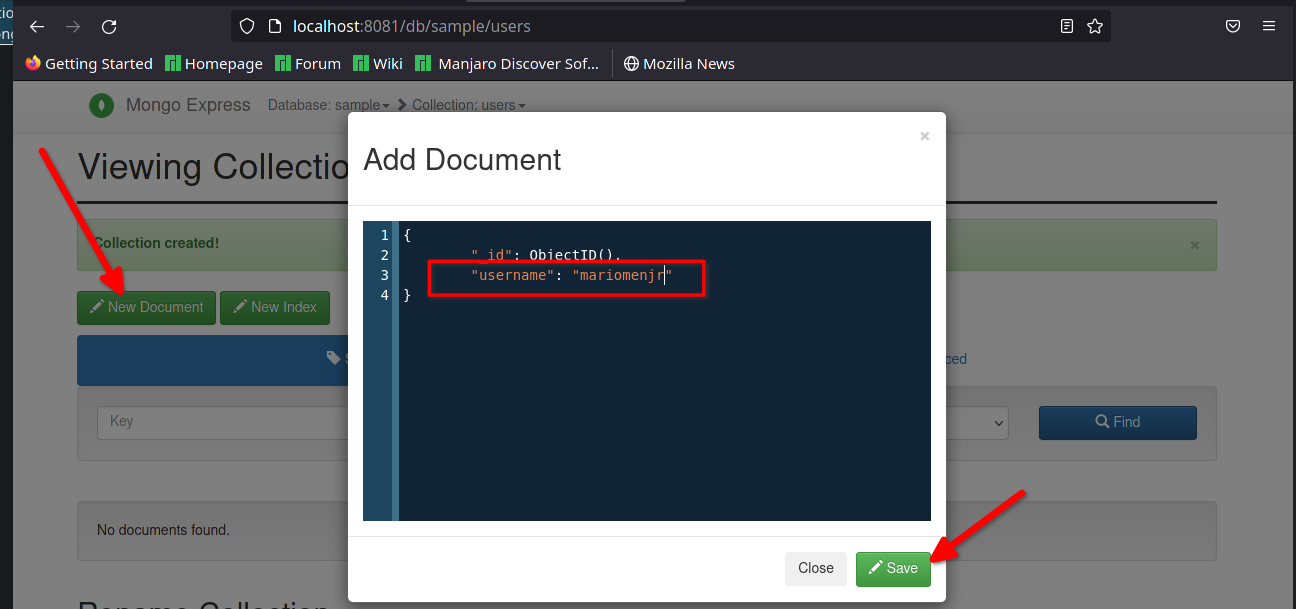 localhost:8081/db/sample/users
Getting Started Homepage Forum Wiki Manjaro Discover Sof... Mozilla News
Mongo Express Database: sample Collection: users
×
Add Document
Viewing Collectio
1 {
2 "_id": ObjectID(),
3 "username": "mariomenjr"
4 }
Collection created! ×
New Document New Index
Key
Find
No documents found.
Close Save
Rename Collection